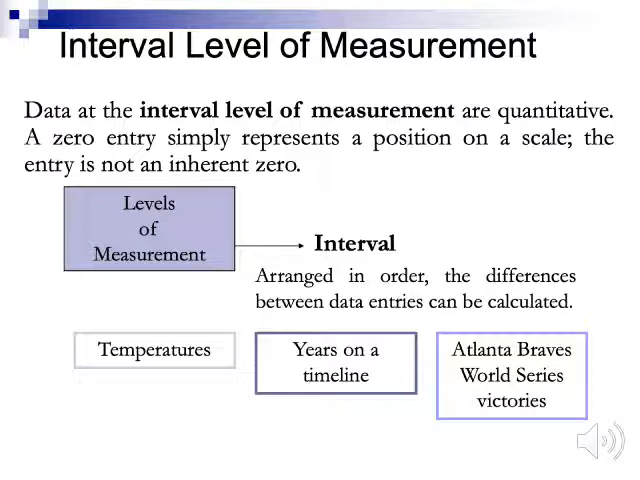 Interval Level of Measurement
Data at the interval level of measurement are quantitative.
A zero entry simply represents a position on a scale; the
entry is not an inherent zero.
Levels
of
Measurement
Interval
Arranged in order, the differences
between data entries can be calculated.
Temperatures
Years on a
timeline
Atlanta Braves
World Series
victories